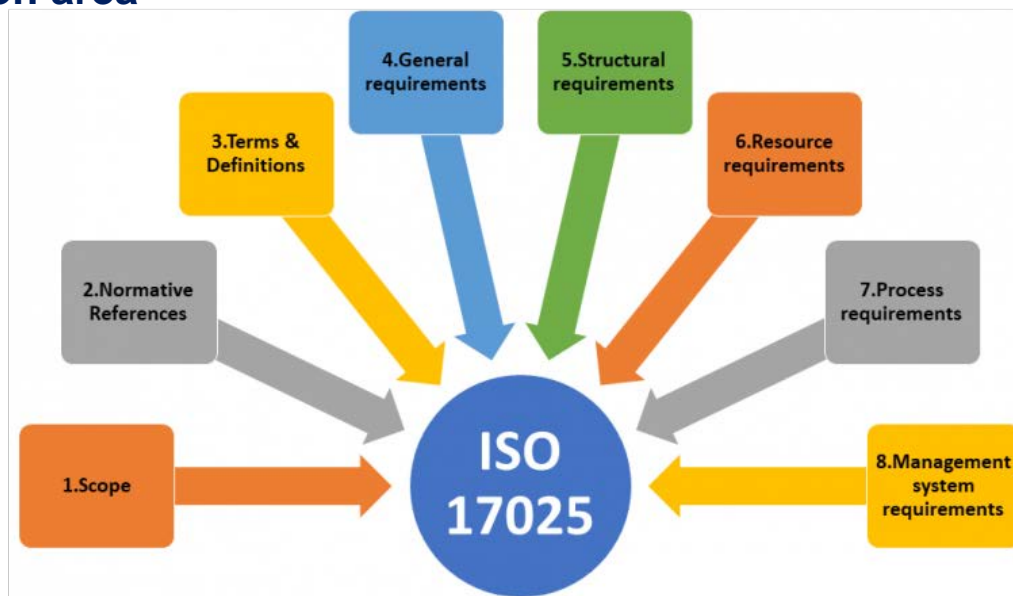 area
4.General
requirements
5.Structural
requirements
3.Terms &
Definitions
6.Resource
requirements
2.Normative
References
7.Process
requirements
1.Scope
ISO
17025
8.Management
system
requirements